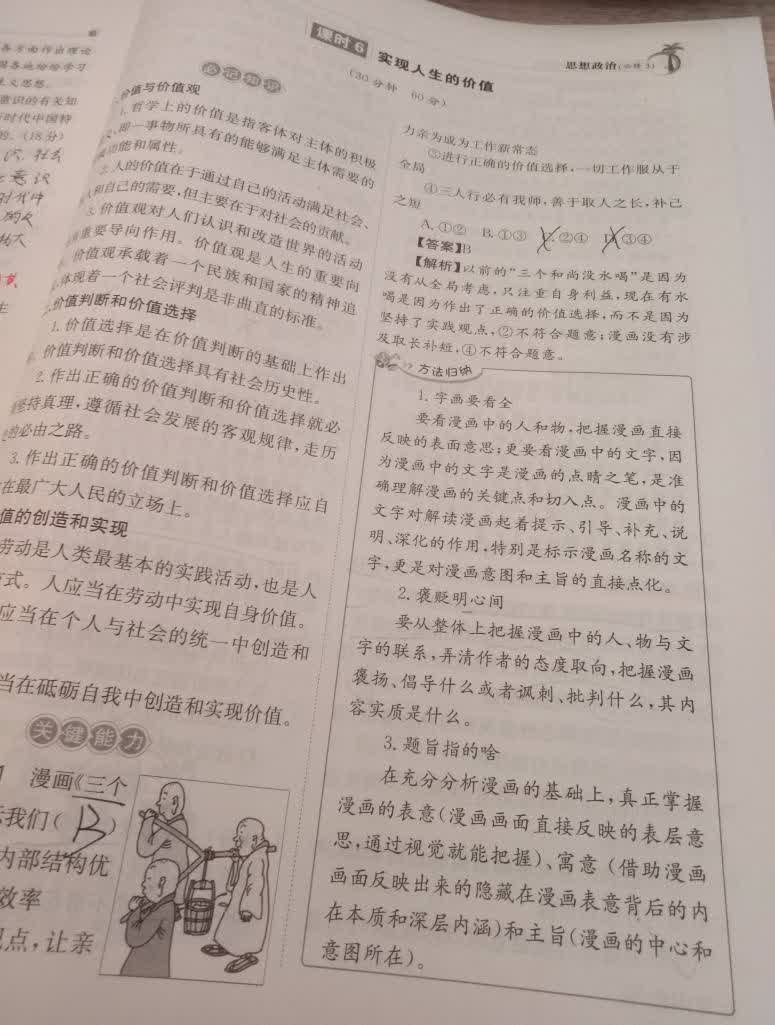 各方面作出理论
国各地纷纷学习
主义思想。
意识的有关知
新时代中国特
的。(18分)
识,社会
意识
课时6 实现人生的价值
(30分钟 60分)
思想政治(必修3)
必记知识
一、价值与价值观
1. 哲学上的价值是指客体对主体的积极
,即一事物所具有的能够满足主体需要的
功能和属性。
2. 人的价值在于通过自己的活动满足社会、
人和自己的需要,但主要在于对社会的贡献。
3. 价值观对人们认识和改造世界的活动
重要导向作用。价值观是人生的重要向
价值观承载着一个民族和国家的精神追
体现着一个社会评判是非曲直的标准。
二、价值判断和价值选择
1. 价值选择是在价值判断的基础上作出
价值判断和价值选择具有社会历史性。
2. 作出正确的价值判断和价值选择就必
坚持真理,遵循社会发展的客观规律,走历
的必由之路。
3. 作出正确的价值判断和价值选择应自
在最广大人民的立场上。
值的创造和实现
劳动是人类最基本的实践活动,也是人
方式。人应当在劳动中实现自身价值。
应当在个人与社会的统一中创造和
当在砥砺自我中创造和实现价值。
关键能力
1 漫画《三个
我们( B )
内部结构优
效率
点,让亲
力亲为成为工作新常态
③进行正确的价值选择,一切工作服从于
全局
④三人行必有我师,善于取人之长,补己
之短
A. ①② B. ①③ C. ②④ D. ③④
【答案】B
【解析】以前的“三个和尚没水喝”是因为
没有从全局考虑,只注重自身利益,现在有水
喝是因为作出了正确的价值选择,而不是因为
坚持了实践观点,②不符合题意;漫画没有涉
及取长补短,④不符合题意。
方法归纳
1. 字画要看全
要看漫画中的人和物,把握漫画直接
反映的表面意思;更要看漫画中的文字,因
为漫画中的文字是漫画的点睛之笔,是准
确理解漫画的关键点和切入点。漫画中的
文字对解读漫画起着提示、引导、补充、说
明、深化的作用,特别是标示漫画名称的文
字,更是对漫画意图和主旨的直接点化。
2. 褒贬明心间
要从整体上把握漫画中的人、物与文
字的联系,弄清作者的态度取向,把握漫画
褒扬、倡导什么或者讽刺、批判什么,其内
容实质是什么。
3. 题旨指的啥
在充分分析漫画的基础上,真正掌握
漫画的表意(漫画画面直接反映的表层意
思,通过视觉就能把握)、寓意(借助漫画
画面反映出来的隐藏在漫画表意背后的内
在本质和深层内涵)和主旨(漫画的中心和
意图所在)。